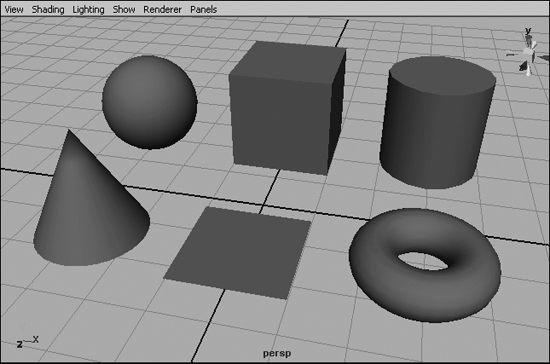 View Shading Lighting Show Renderer Panels
y
z X
persp